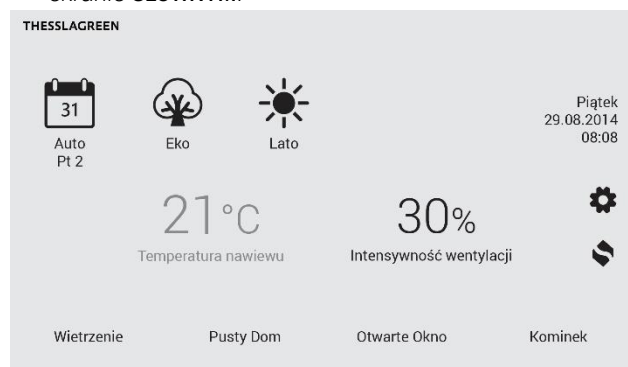 THESSLAGREEN
31
Auto
Pt 2
Eko
Lato
Piątek
29.08.2014
08:08
21°C
Temperatura nawiewu
30%
Intensywność wentylacji
Wietrzenie
Pusty Dom
Otwarte Okno
Kominek